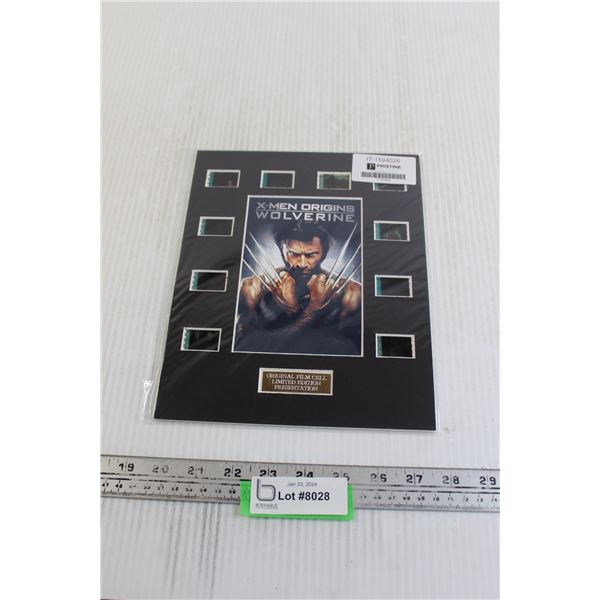 IT-1594026
PRISTINE
X-MEN ORIGINS
WOLVERINE
ORIGINAL FILM CELL
LIMITED EDITION
PRESENTATION
19 20 21 22 23 24 25 26 27 28 29
Jan 23, 2024
Lot #8028
BODNARUS